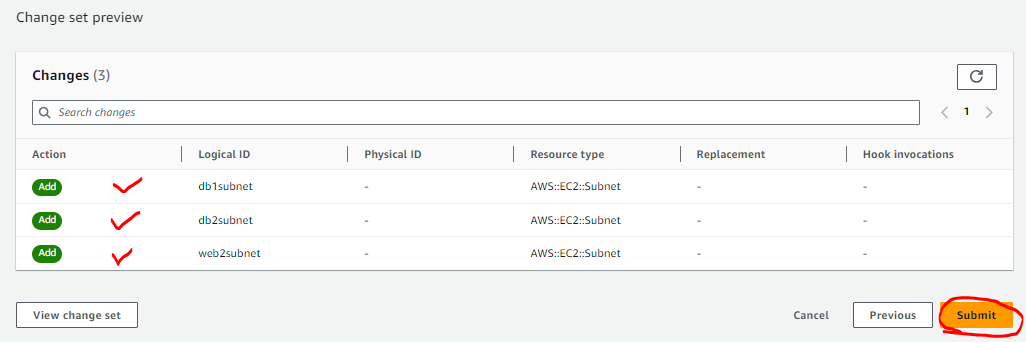 Change set preview
Changes (3)
Search changes
1
Action Logical ID Physical ID Resource type Replacement Hook invocations
Add db1subnet - AWS::EC2::Subnet - -
Add db2subnet - AWS::EC2::Subnet - -
Add web2subnet - AWS::EC2::Subnet - -
View change set Cancel Previous Submit